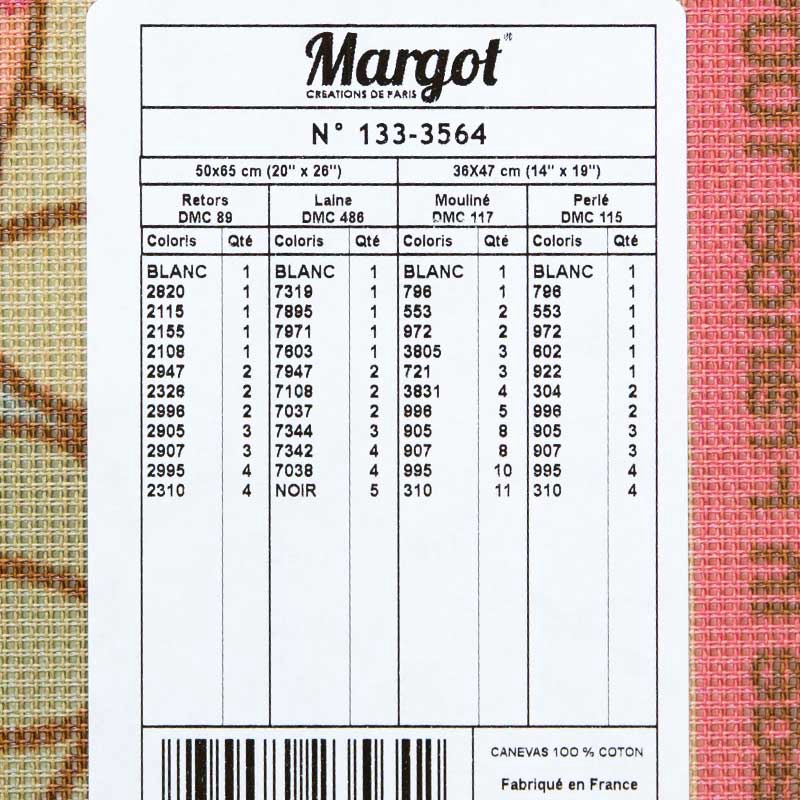 Margot®
CREATIONS DE PARIS
N° 133-3564
50x65 cm (20" x 26") 36X47 cm (14" x 19")
Retors Laine Mouliné Perlé
DMC 89 DMC 486 DMC 117 DMC 115
Coloris Qté Coloris Qté Coloris Qté Coloris Qté
BLANC 1 BLANC 1 BLANC 1 BLANC 1
2820 1 7319 1 796 1 796 1
2115 1 7895 1 553 2 553 1
2155 1 7971 1 972 2 972 1
2108 1 7603 1 3805 3 602 1
2947 2 7947 2 721 3 922 1
2326 2 7108 2 3831 4 304 2
2996 2 7037 2 996 5 996 2
2905 3 7344 3 905 8 905 3
2907 3 7342 4 907 8 907 3
2995 4 7038 4 995 10 995 4
2310 4 NOIR 5 310 11 310 4
CANEVAS 100 % COTON
Fabriqué en France